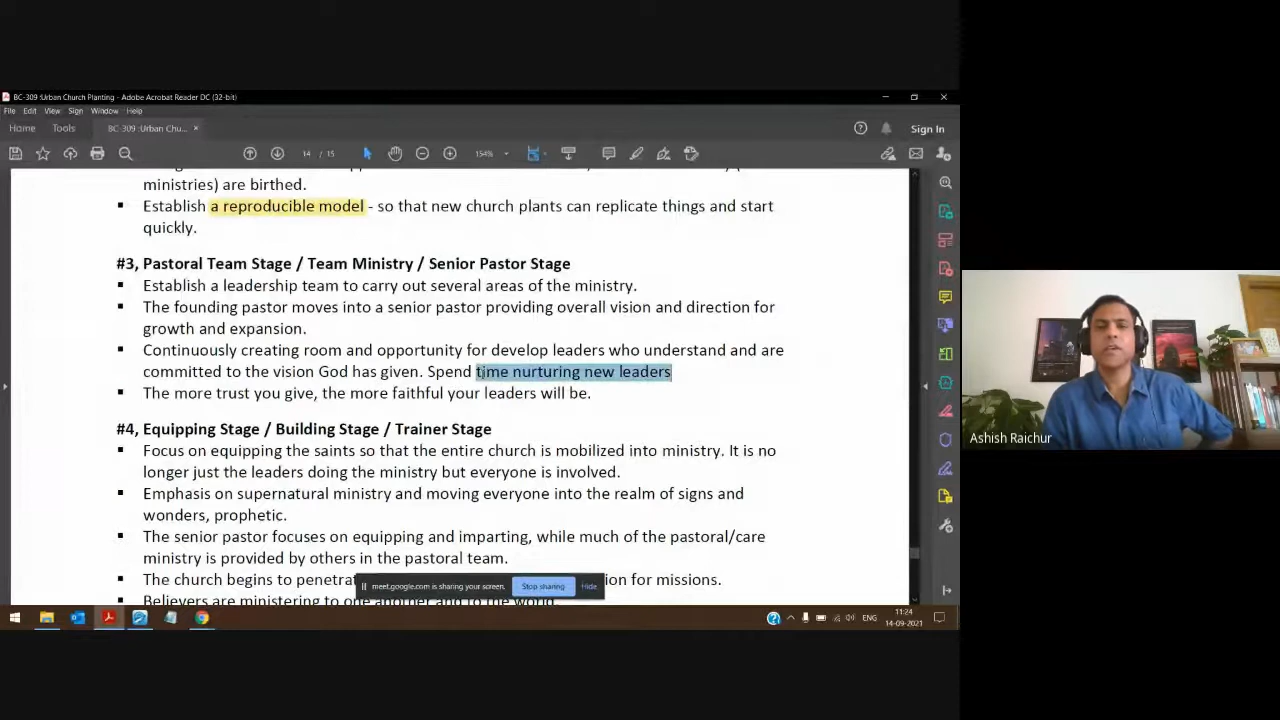 BC-309 :Urban Church Planting - Adobe Acrobat Reader DC (32-bit)
File Edit View Sign Window Help
Home Tools BC-309 :Urban Chu... × Sign In
14 / 15 154%
ministries) are birthed.
▪ Establish a reproducible model - so that new church plants can replicate things and start
quickly.
#3, Pastoral Team Stage / Team Ministry / Senior Pastor Stage
▪ Establish a leadership team to carry out several areas of the ministry.
▪ The founding pastor moves into a senior pastor providing overall vision and direction for
growth and expansion.
▪ Continuously creating room and opportunity for develop leaders who understand and are
committed to the vision God has given. Spend time nurturing new leaders
▪ The more trust you give, the more faithful your leaders will be.
#4, Equipping Stage / Building Stage / Trainer Stage
▪ Focus on equipping the saints so that the entire church is mobilized into ministry. It is no
longer just the leaders doing the ministry but everyone is involved.
▪ Emphasis on supernatural ministry and moving everyone into the realm of signs and
wonders, prophetic.
▪ The senior pastor focuses on equipping and imparting, while much of the pastoral/care
ministry is provided by others in the pastoral team.
▪ The church begins to penetrat ion for missions.
meet.google.com is sharing your screen. Stop sharing Hide
▪ Believers are ministering to one another and to the world.
ENG 11:24
14-09-2021
Ashish Raichur